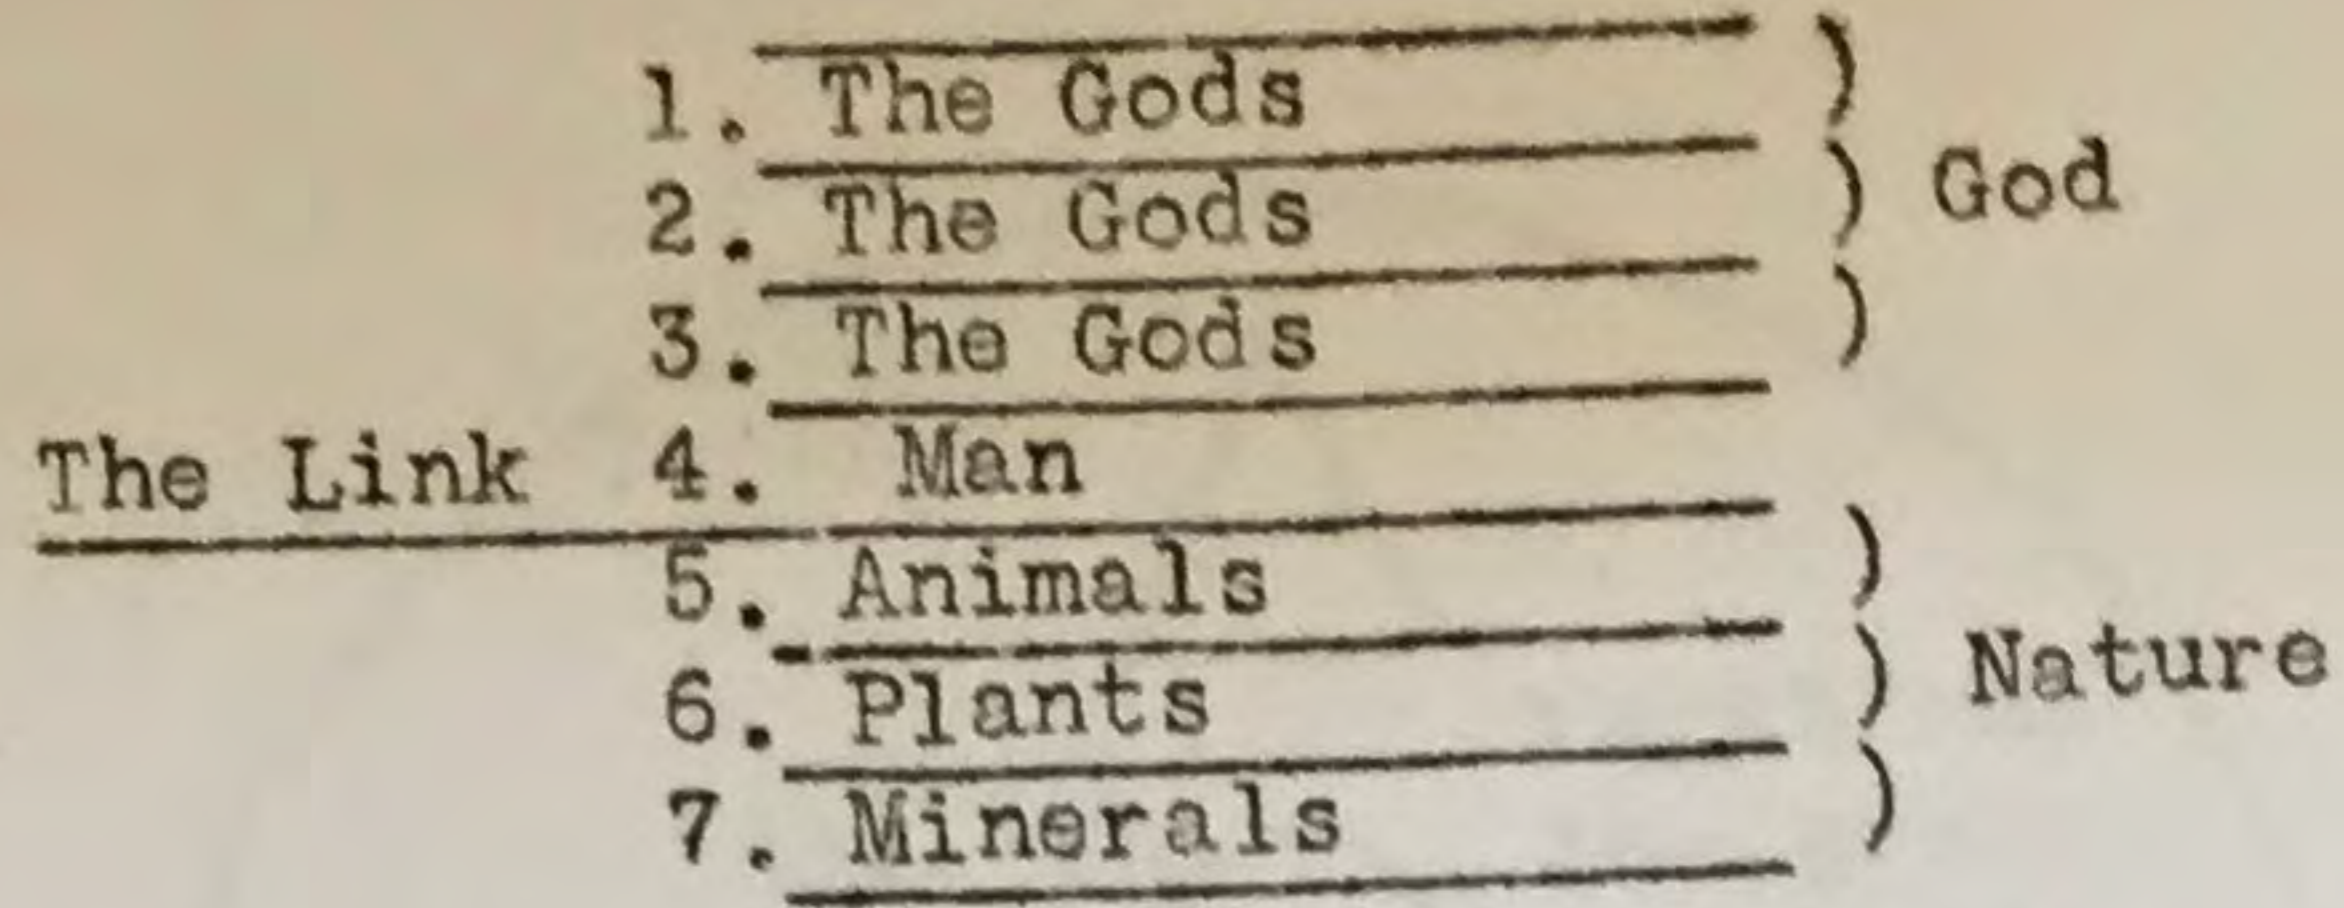 1. The Gods )
2. The Gods ) God
3. The Gods )
The Link 4. Man
5. Animals )
6. Plants ) Nature
7. Minerals )